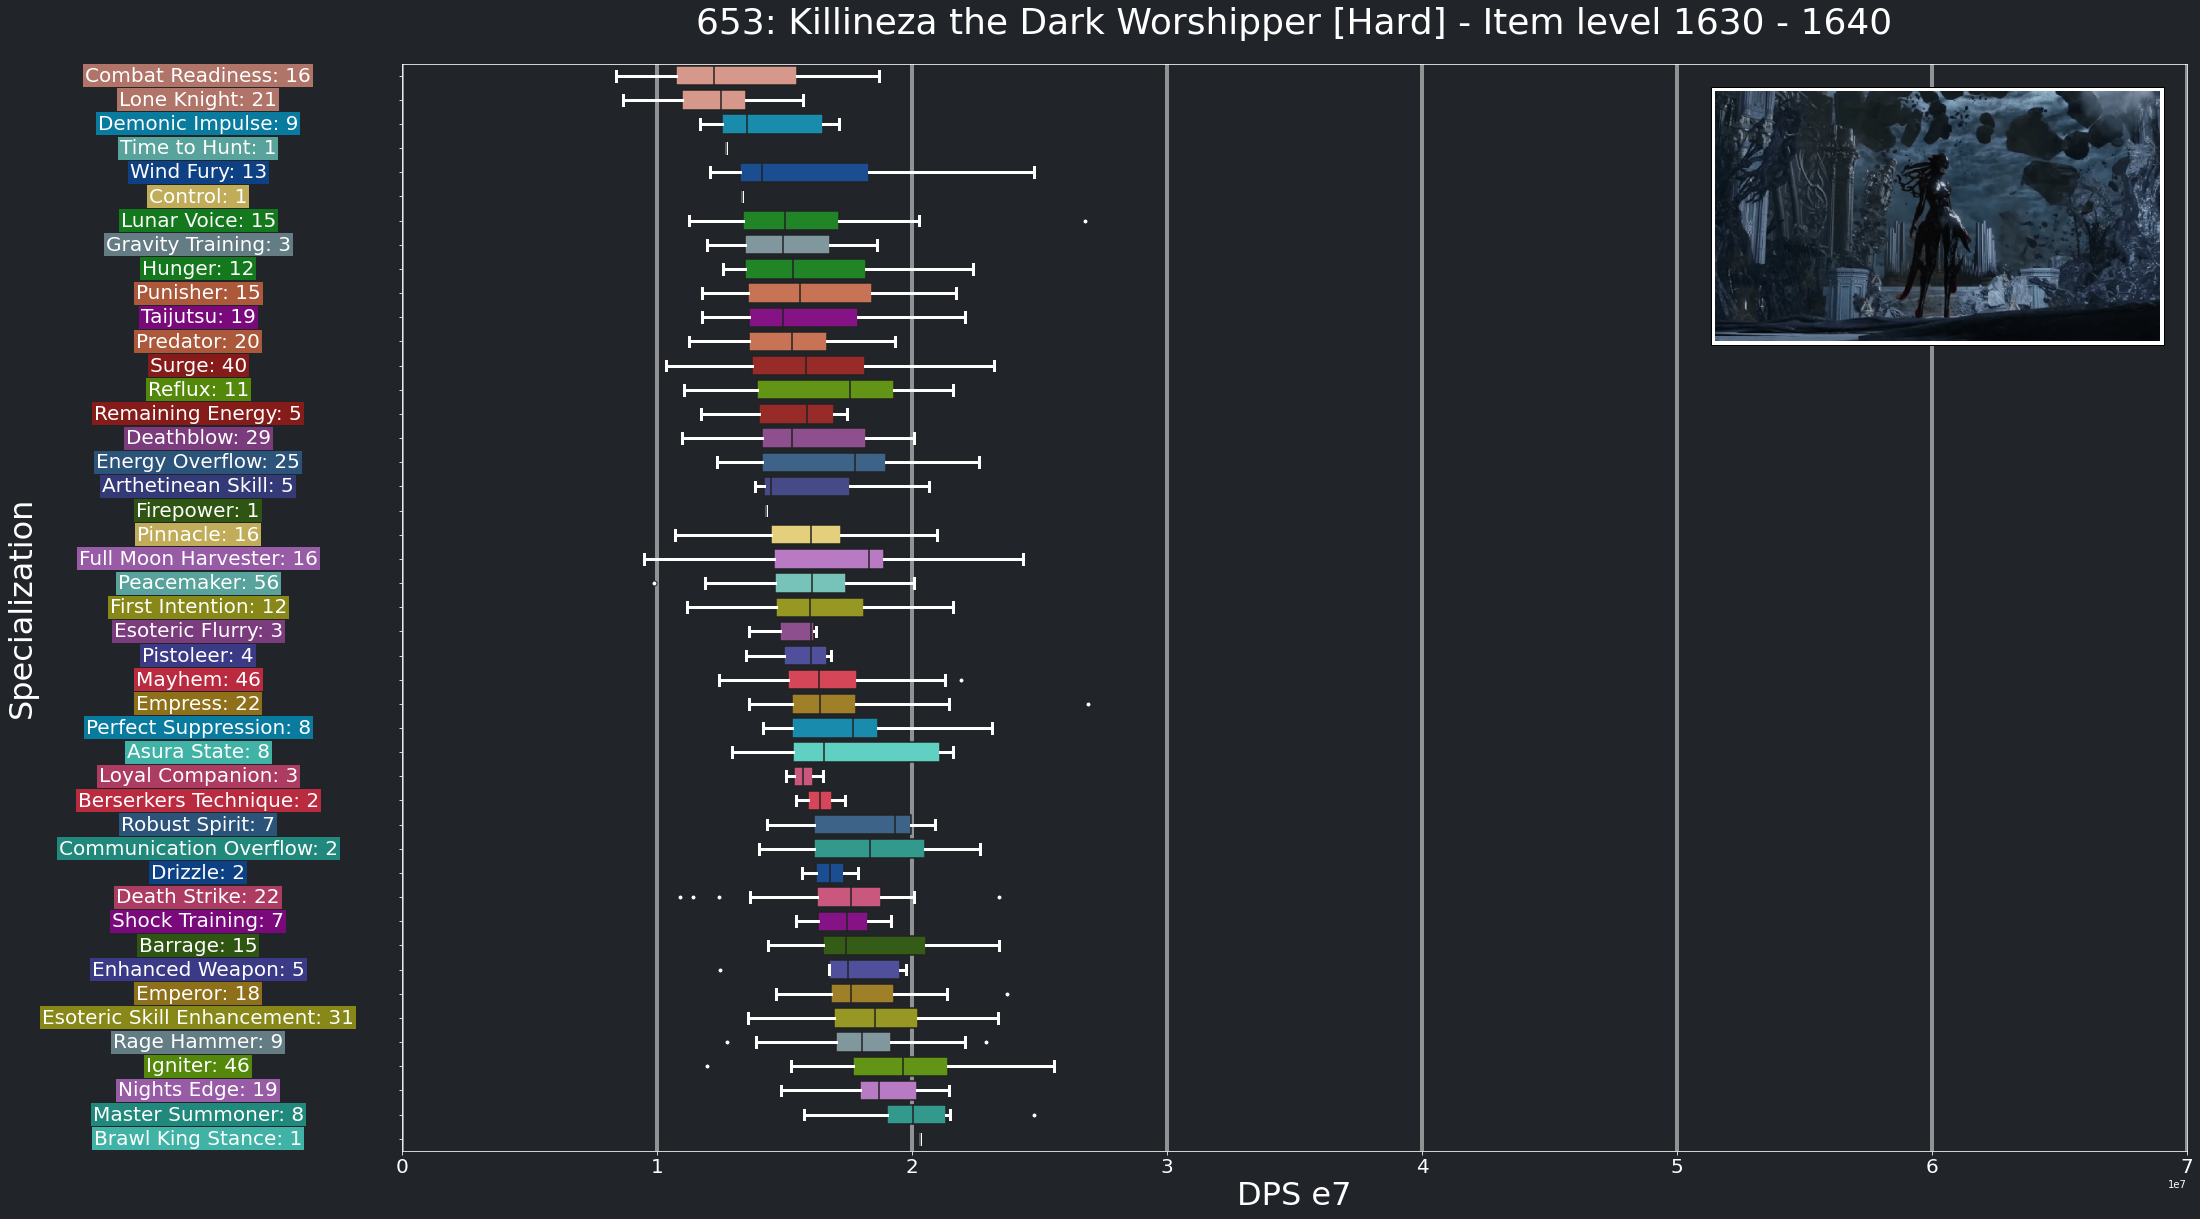 653: Killineza the Dark Worshipper [Hard] - Item level 1630 - 1640
Specialization
Combat Readiness: 16
Lone Knight: 21
Demonic Impulse: 9
Time to Hunt: 1
Wind Fury: 13
Control: 1
Lunar Voice: 15
Gravity Training: 3
Hunger: 12
Punisher: 15
Taijutsu: 19
Predator: 20
Surge: 40
Reflux: 11
Remaining Energy: 5
Deathblow: 29
Energy Overflow: 25
Arthetinean Skill: 5
Firepower: 1
Pinnacle: 16
Full Moon Harvester: 16
Peacemaker: 56
First Intention: 12
Esoteric Flurry: 3
Pistoleer: 4
Mayhem: 46
Empress: 22
Perfect Suppression: 8
Asura State: 8
Loyal Companion: 3
Berserkers Technique: 2
Robust Spirit: 7
Communication Overflow: 2
Drizzle: 2
Death Strike: 22
Shock Training: 7
Barrage: 15
Enhanced Weapon: 5
Emperor: 18
Esoteric Skill Enhancement: 31
Rage Hammer: 9
Igniter: 46
Nights Edge: 19
Master Summoner: 8
Brawl King Stance: 1
0 1 2 3 4 5 6 7
1e7
DPS e7